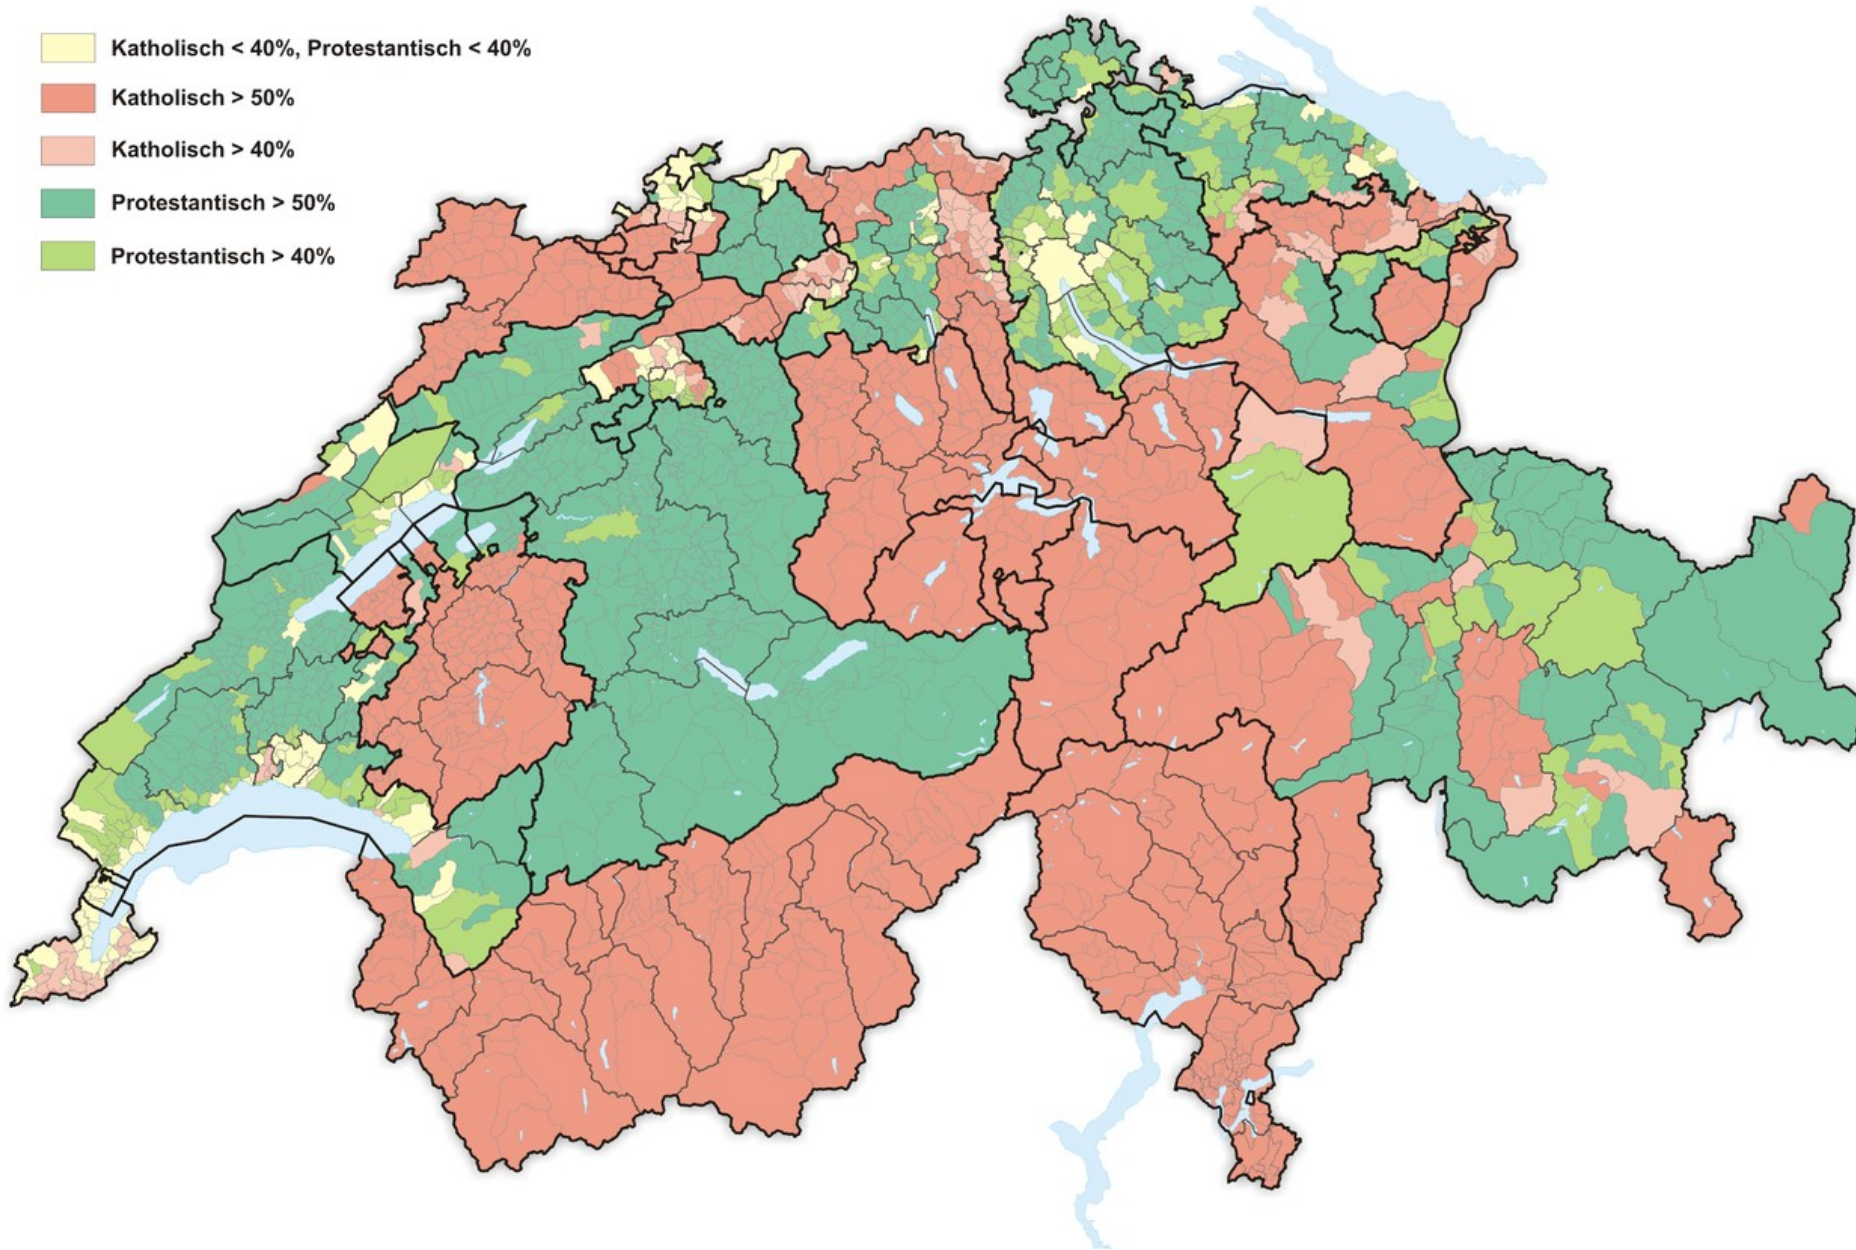 Katholisch < 40%, Protestantisch < 40%
Katholisch > 50%
Katholisch > 40%
Protestantisch > 50%
Protestantisch > 40%